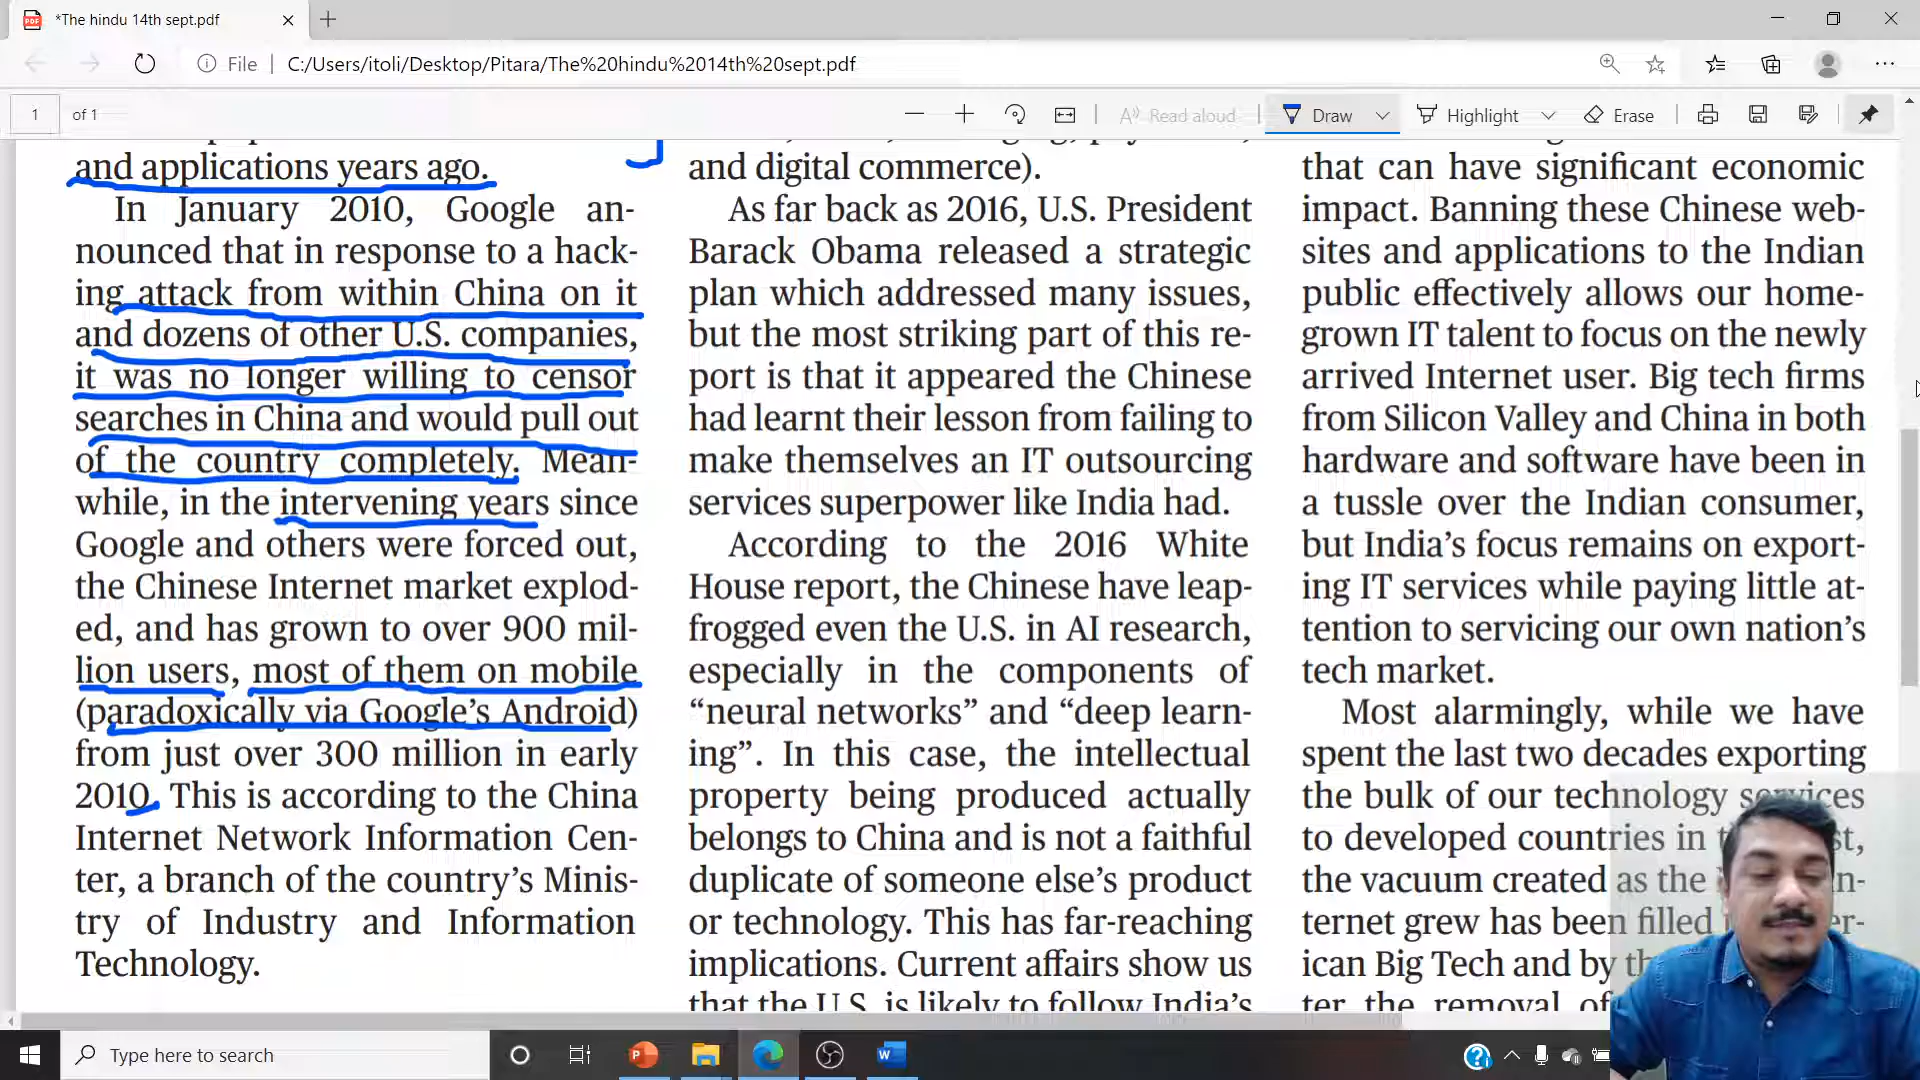 *The hindu 14th sept.pdf
File
C:/Users/itoli/Desktop/Pitara/The%20hindu%2014th%20sept.pdf
1
of 1
Read aloud
Draw
Highlight
Erase
and applications years ago.
In January 2010, Google an-
nounced that in response to a hack-
ing attack from within China on it
and dozens of other U.S. companies,
it was no longer willing to censor
searches in China and would pull out
of the country completely. Mean-
while, in the intervening years since
Google and others were forced out,
the Chinese Internet market explod-
ed, and has grown to over 900 mil-
lion users, most of them on mobile
(paradoxically via Google's Android)
from just over 300 million in early
2010. This is according to the China
Internet Network Information Cen-
ter, a branch of the country's Minis-
try of Industry and Information
Technology.
and digital commerce).
As far back as 2016, U.S. President
Barack Obama released a strategic
plan which addressed many issues,
but the most striking part of this re-
port is that it appeared the Chinese
had learnt their lesson from failing to
make themselves an IT outsourcing
services superpower like India had.
According to the 2016 White
House report, the Chinese have leap-
frogged even the U.S. in AI research,
especially in the components of
“neural networks” and “deep learn-
ing”. In this case, the intellectual
property being produced actually
belongs to China and is not a faithful
duplicate of someone else's product
or technology. This has far-reaching
implications. Current affairs show us
that the U.S. is likely to follow India's
that can have significant economic
impact. Banning these Chinese web-
sites and applications to the Indian
public effectively allows our home-
grown IT talent to focus on the newly
arrived Internet user. Big tech firms
from Silicon Valley and China in both
hardware and software have been in
a tussle over the Indian consumer,
but India's focus remains on export-
ing IT services while paying little at-
tention to servicing our own nation's
tech market.
Most alarmingly, while we have
spent the last two decades exporting
the bulk of our technology services
to developed countries in
the vacuum created as the
ternet grew has been filled
ican Big Tech and by
ter the removal of
Type here to search